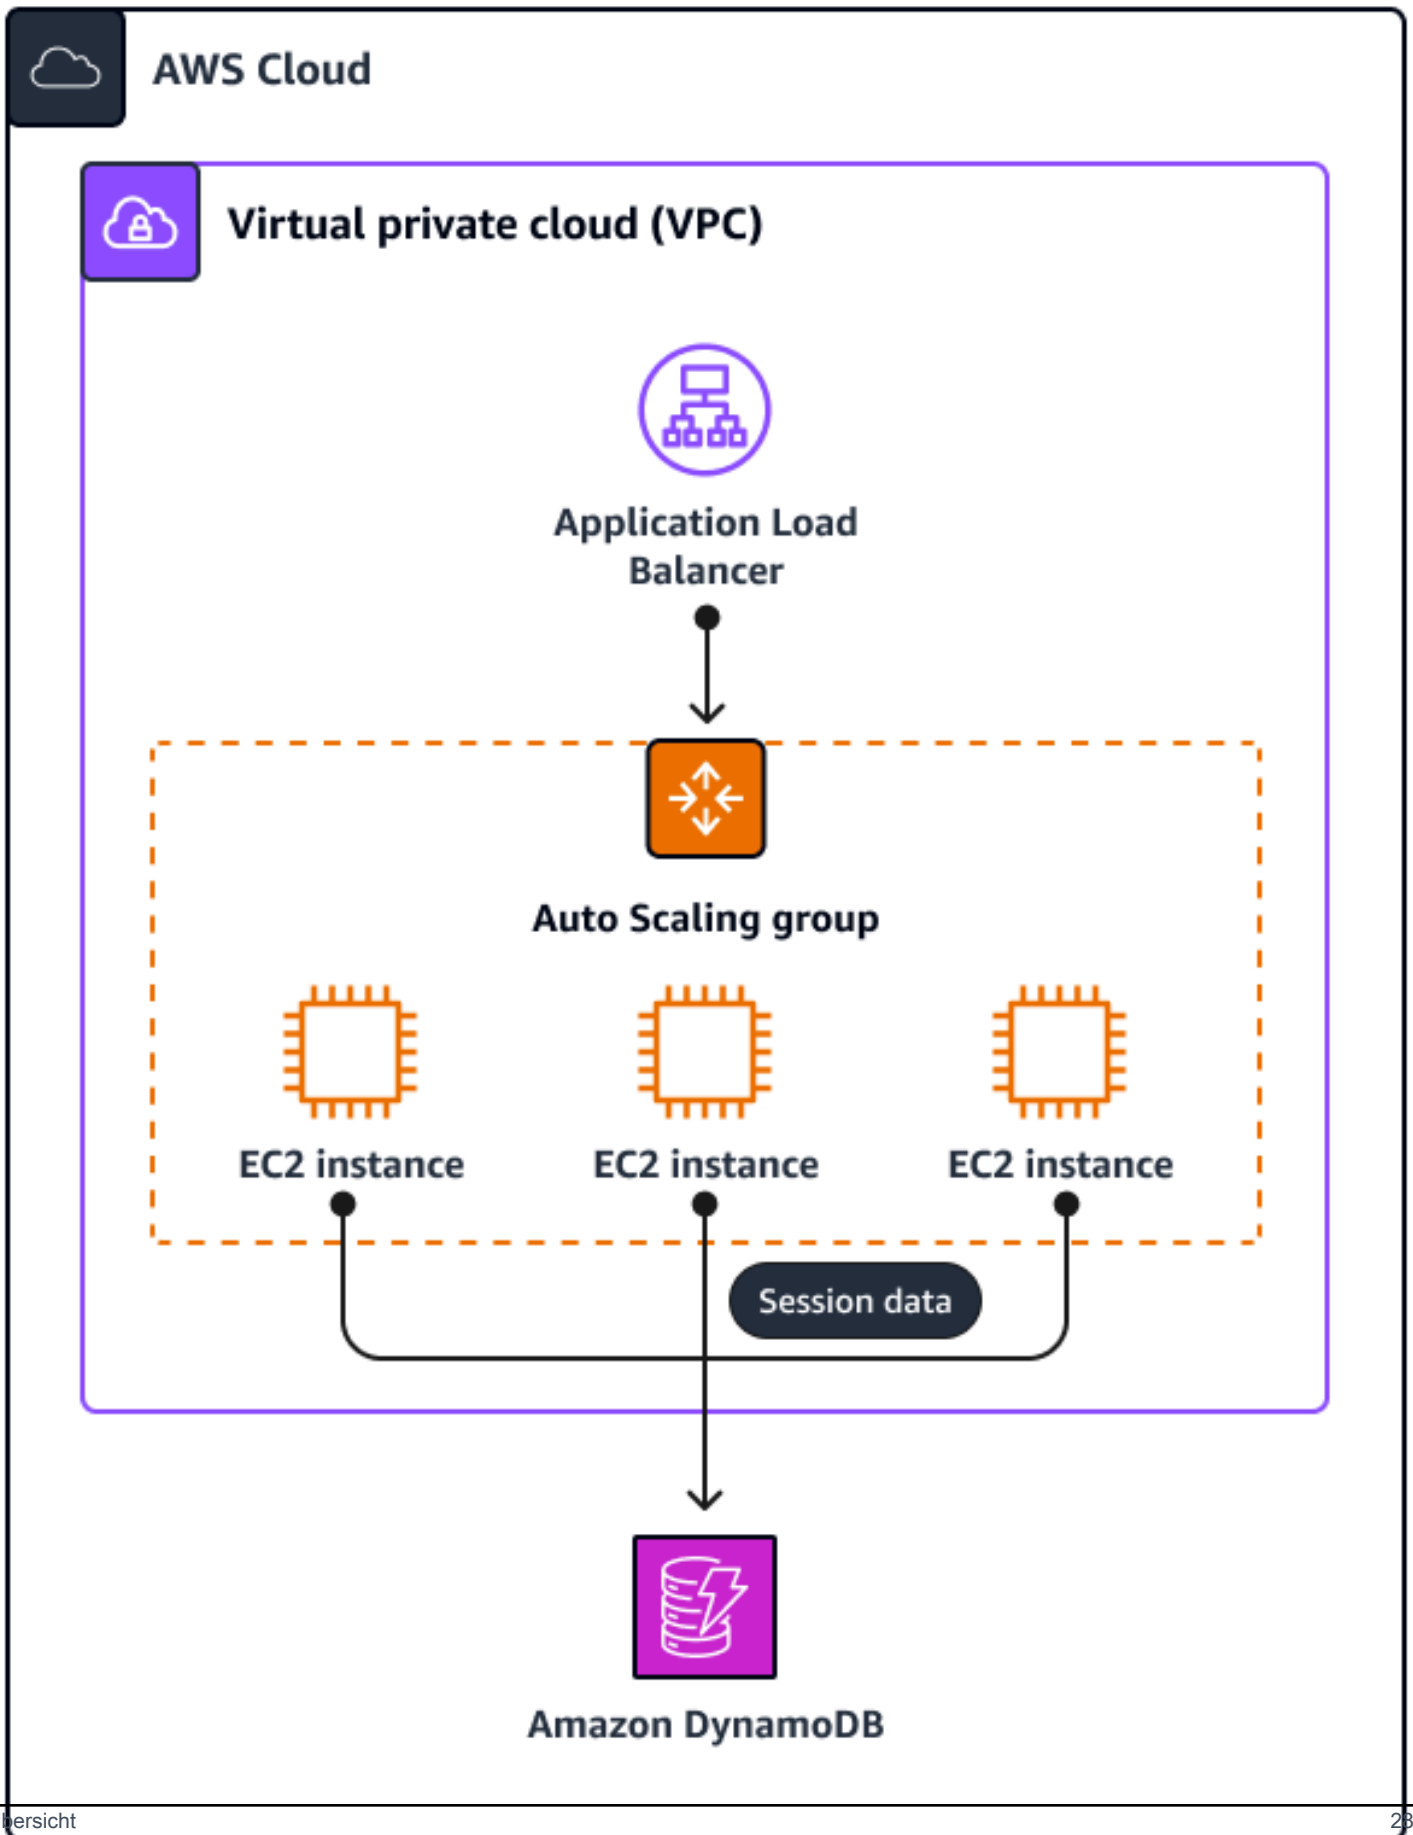 AWS Cloud
Virtual private cloud (VPC)
Application Load
Balancer
Auto Scaling group
EC2 instance EC2 instance EC2 instance
Session data
Amazon DynamoDB
bersicht 23